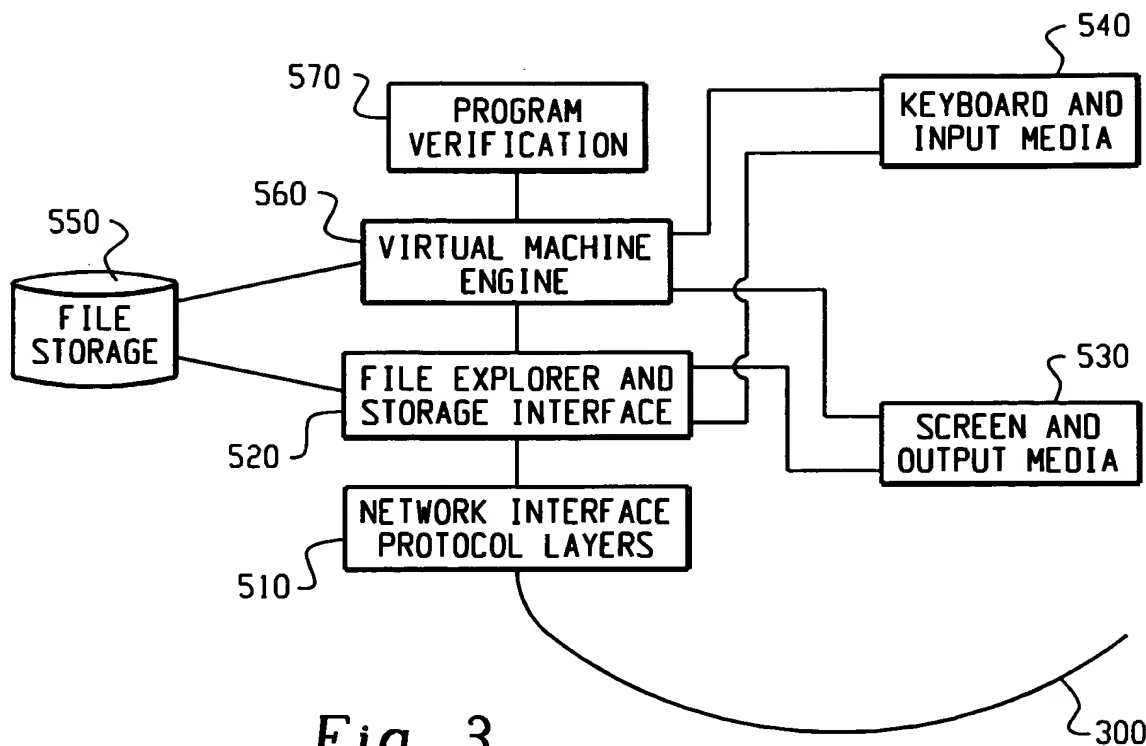 540
570
PROGRAM
VERIFICATION
KEYBOARD AND
INPUT MEDIA
560
550
VIRTUAL MACHINE
ENGINE
FILE
STORAGE
530
FILE EXPLORER AND
STORAGE INTERFACE
520
SCREEN AND
OUTPUT MEDIA
NETWORK INTERFACE
PROTOCOL LAYERS
510
300
Fig. 3